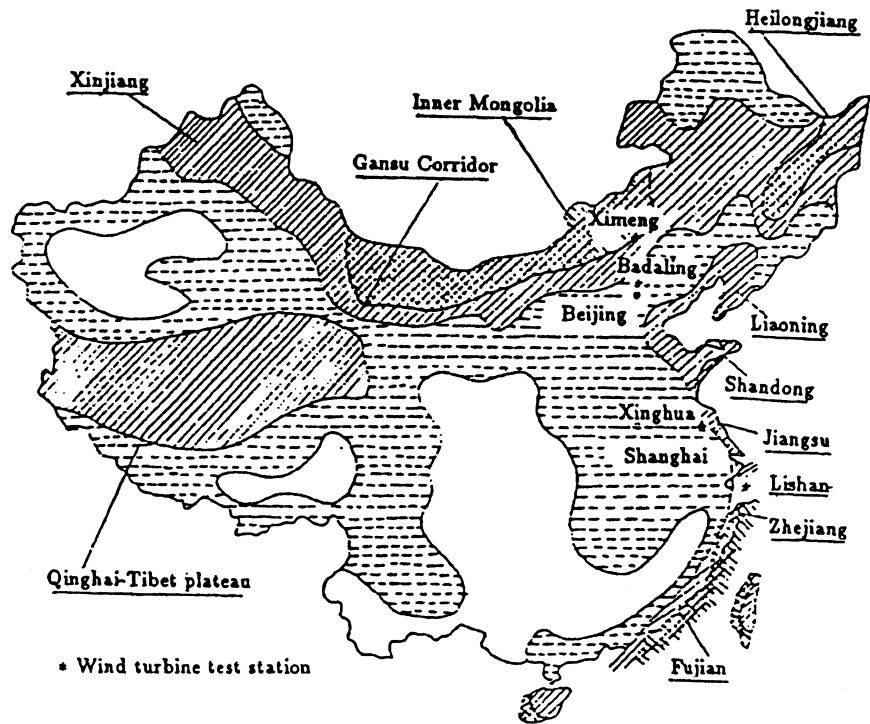 Heilongjiang
Xinjiang
Inner Mongolia
Gansu Corridor
Ximeng
Badaling
Beijing
Liaoning
Shandong
Xinghua
Jiangsu
Shanghai
Lishan
Zhejiang
Qinghai-Tibet plateau
* Wind turbine test station
Fujian